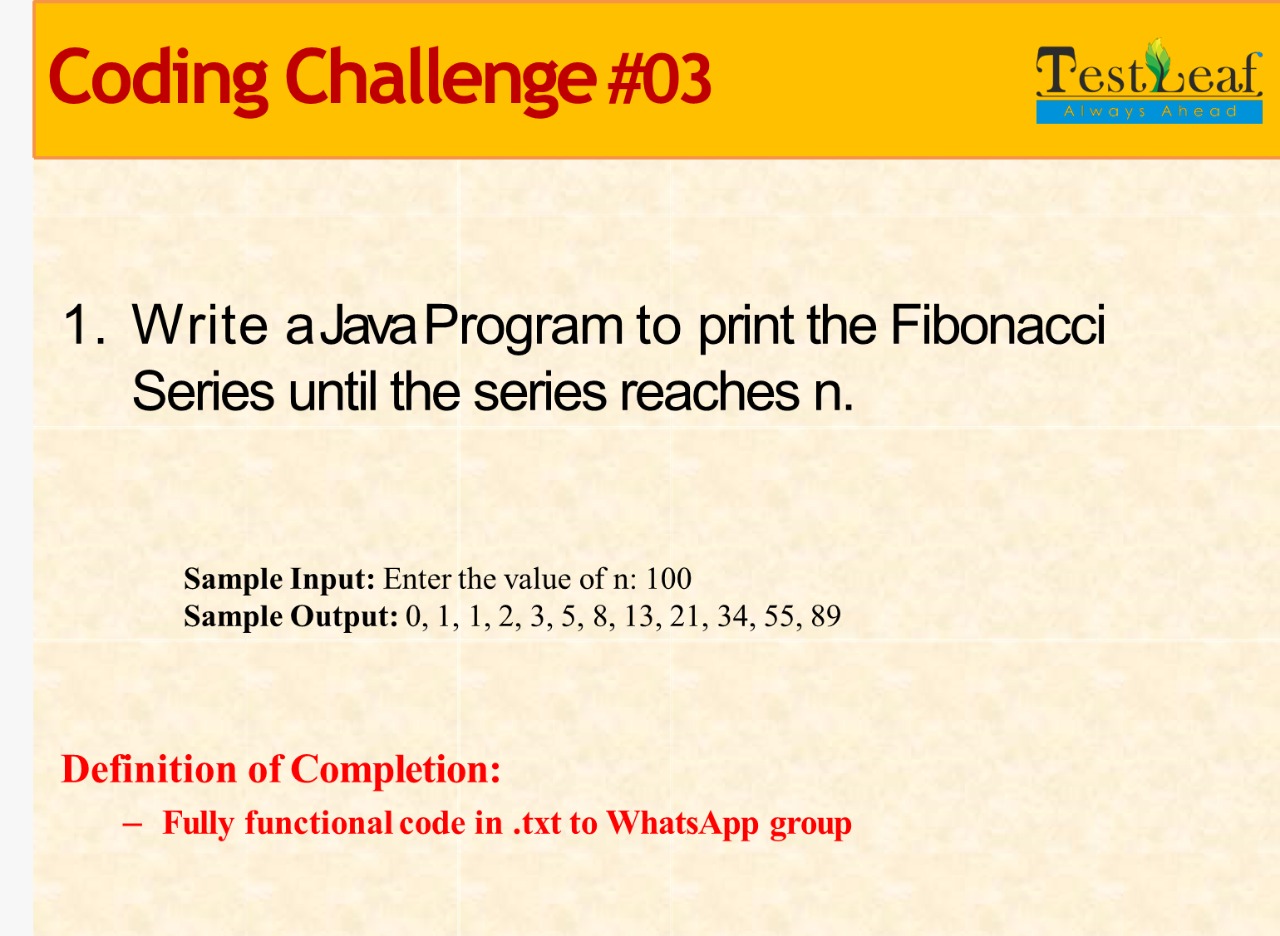 Coding Challenge #03
TestLeaf
Always Ahead
1. Write a Java Program to print the Fibonacci
Series until the series reaches n.
Sample Input: Enter the value of n: 100
Sample Output: 0, 1, 1, 2, 3, 5, 8, 13, 21, 34, 55, 89
Definition of Completion:
– Fully functional code in .txt to WhatsApp group